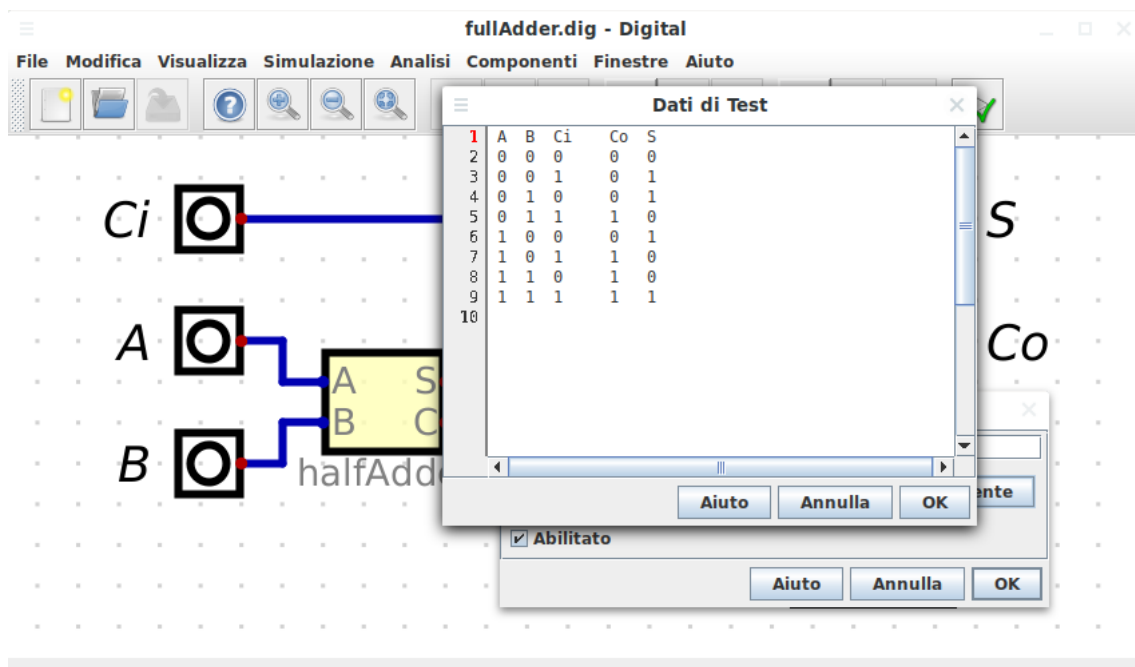 fullAdder.dig - Digital
File Modifica Visualizza Simulazione Analisi Componenti Finestre Aiuto
Dati di Test
1 A B Ci Co S
2 0 0 0 0 0
3 0 0 1 0 1
4 0 1 0 0 1
5 0 1 1 1 0
6 1 0 0 0 1
7 1 0 1 1 0
8 1 1 0 1 0
9 1 1 1 1 1
10
Aiuto Annulla OK
Ci
S
A
Co
A S
B C
B
halfAdde
ente
Abilitato
Aiuto Annulla OK